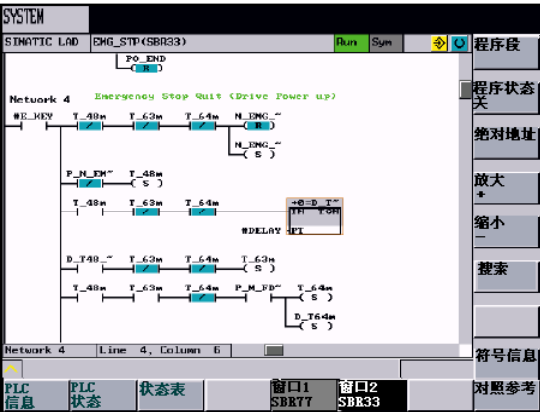 SYSTEM
SIMATIC LAD EMG_STP(SBR33) Run Sym
程序段
PO_END
( R )
程序状态
关
Network 4 Emergency Stop Quit (Drive Power up)
#E_KEY T_48m T_63m T_64m N_ENG_~
( R )
绝对地址
N_ENG_~
( S )
P_N_EM~ T_48m
( S )
放大
+
T_48m T_63m T_64m +0=D_T~
IN TON
缩小
-
#DELAY PT
D_T48_~ T_63m T_64m T_63m
( S )
搜索
T_48m T_63m T_64m P_M_FD~ T_64m
( S )
D_T64m
( S )
Network 4 Line 4, Column 6
符号信息
PLC
信息
PLC
状态
状态表
窗口1
SBR77
窗口2
SBR33
对照参考